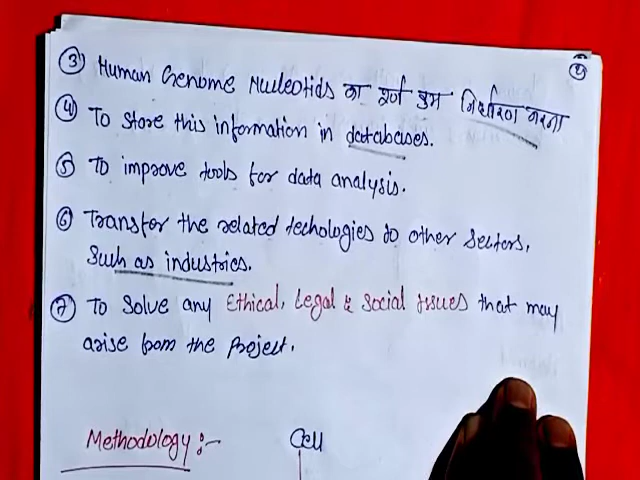 ③ Human Genome Nucleotids का पूर्ण क्रम निर्धारण करना
④ To store this information in databases.
⑤ To improve tools for data analysis.
⑥ Transfer the related techologies to other Sectors,
Such as industries.
⑦ To Solve any Ethical, Legal & Social Issues that may
arise from the Project.
Methodology :-
Cell